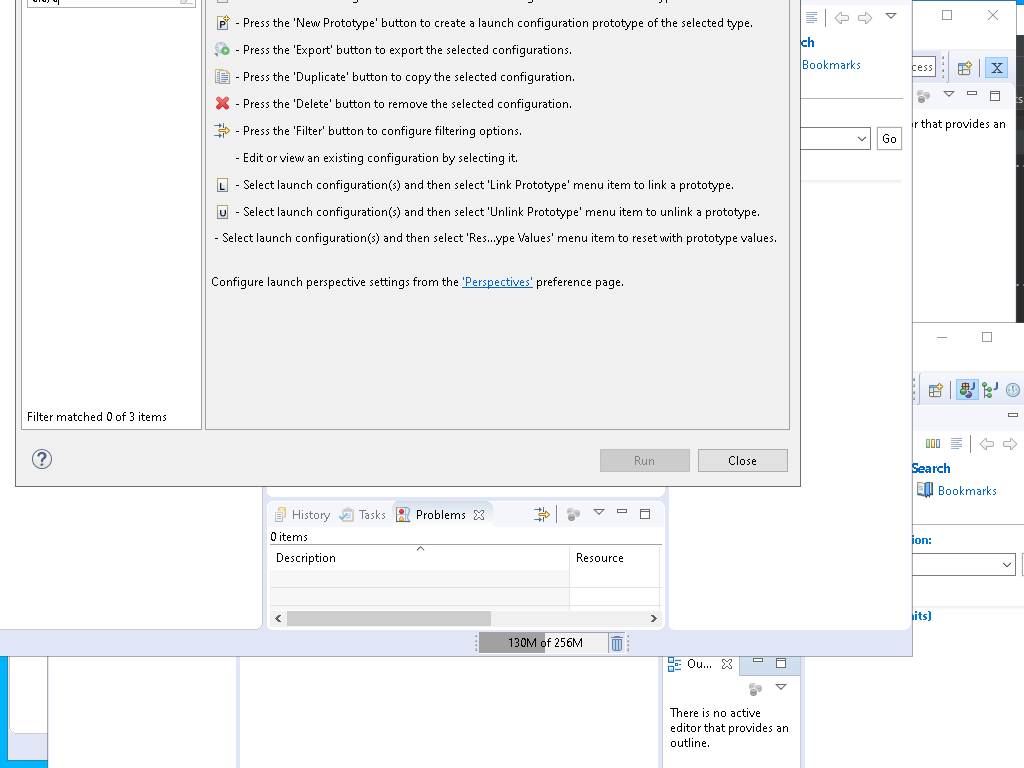 - Press the 'New Prototype' button to create a launch configuration prototype of the selected type.
- Press the 'Export' button to export the selected configurations.
- Press the 'Duplicate' button to copy the selected configuration.
- Press the 'Delete' button to remove the selected configuration.
- Press the 'Filter' button to configure filtering options.
- Edit or view an existing configuration by selecting it.
- Select launch configuration(s) and then select 'Link Prototype' menu item to link a prototype.
- Select launch configuration(s) and then select 'Unlink Prototype' menu item to unlink a prototype.
- Select launch configuration(s) and then select 'Res...ype Values' menu item to reset with prototype values.
Configure launch perspective settings from the 'Perspectives' preference page.
Filter matched 0 of 3 items
Run
Close
ch
Bookmarks
Go
cess
r that provides an
Search
Bookmarks
ion:
its)
History
Tasks
Problems
0 items
Description
Resource
130M of 256M
Ou...
There is no active
editor that provides an
outline.